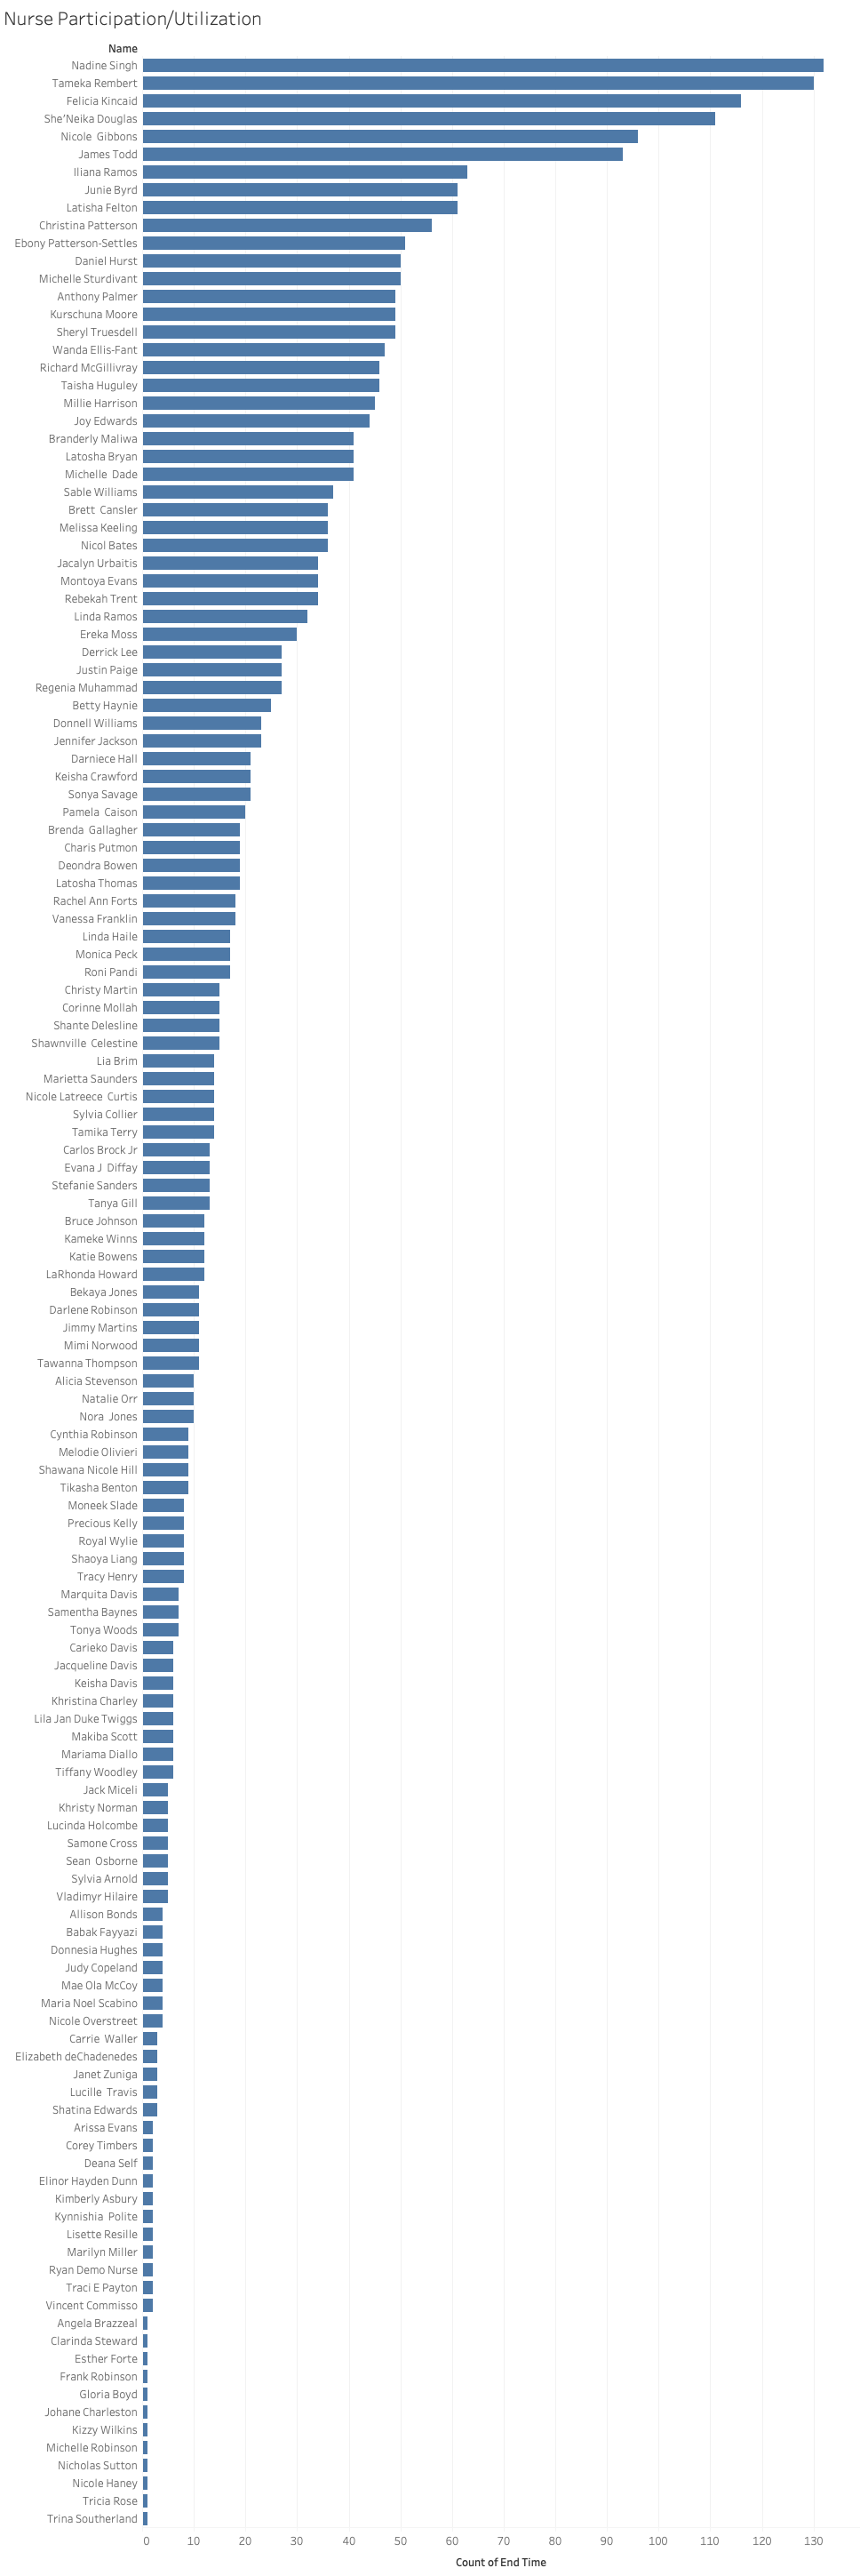 Nurse Participation/Utilization
Name
Nadine Singh
Tameka Rembert
Felicia Kincaid
She'Neika Douglas
Nicole  Gibbons
James Todd
Iliana Ramos
Junie Byrd
Latisha Felton
Christina Patterson
Ebony Patterson-Settles
Daniel Hurst
Michelle Sturdivant
Anthony Palmer
Kurschuna Moore
Sheryl Truesdell
Wanda Ellis-Fant
Richard McGillivray
Taisha Huguley
Millie Harrison
Joy Edwards
Branderly Maliwa
Latosha Bryan
Michelle  Dade
Sable Williams
Brett  Cansler
Melissa Keeling
Nicol Bates
Jacalyn Urbaitis
Montoya Evans
Rebekah Trent
Linda Ramos
Ereka Moss
Derrick Lee
Justin Paige
Regenia Muhammad
Betty Haynie
Donnell Williams
Jennifer Jackson
Darniece Hall
Keisha Crawford
Sonya Savage
Pamela  Caison
Brenda  Gallagher
Charis Putmon
Deondra Bowen
Latosha Thomas
Rachel Ann Forts
Vanessa Franklin
Linda Haile
Monica Peck
Roni Pandi
Christy Martin
Corinne Mollah
Shante Delesline
Shawnville  Celestine
Lia Brim
Marietta Saunders
Nicole Latreece  Curtis
Sylvia Collier
Tamika Terry
Carlos Brock Jr
Evana J  Diffay
Stefanie Sanders
Tanya Gill
Bruce Johnson
Kameke Winns
Katie Bowens
LaRhonda Howard
Bekaya Jones
Darlene Robinson
Jimmy Martins
Mimi Norwood
Tawanna Thompson
Alicia Stevenson
Natalie Orr
Nora  Jones
Cynthia Robinson
Melodie Olivieri
Shawana Nicole Hill
Tikasha Benton
Moneek Slade
Precious Kelly
Royal Wylie
Shaoya Liang
Tracy Henry
Marquita Davis
Samentha Baynes
Tonya Woods
Carieko Davis
Jacqueline Davis
Keisha Davis
Khristina Charley
Lila Jan Duke Twiggs
Makiba Scott
Mariama Diallo
Tiffany Woodley
Jack Miceli
Khristy Norman
Lucinda Holcombe
Samone Cross
Sean  Osborne
Sylvia Arnold
Vladimyr Hilaire
Allison Bonds
Babak Fayyazi
Donnesia Hughes
Judy Copeland
Mae Ola McCoy
Maria Noel Scabino
Nicole Overstreet
Carrie  Waller
Elizabeth deChadenedes
Janet Zuniga
Lucille  Travis
Shatina Edwards
Arissa Evans
Corey Timbers
Deana Self
Elinor Hayden Dunn
Kimberly Asbury
Kynnishia  Polite
Lisette Resille
Marilyn Miller
Ryan Demo Nurse
Traci E Payton
Vincent Commisso
Angela Brazzeal
Clarinda Steward
Esther Forte
Frank Robinson
Gloria Boyd
Johane Charleston
Kizzy Wilkins
Michelle Robinson
Nicholas Sutton
Nicole Haney
Tricia Rose
Trina Southerland
0 10 20 30 40 50 60 70 80 90 100 110 120 130
Count of End Time